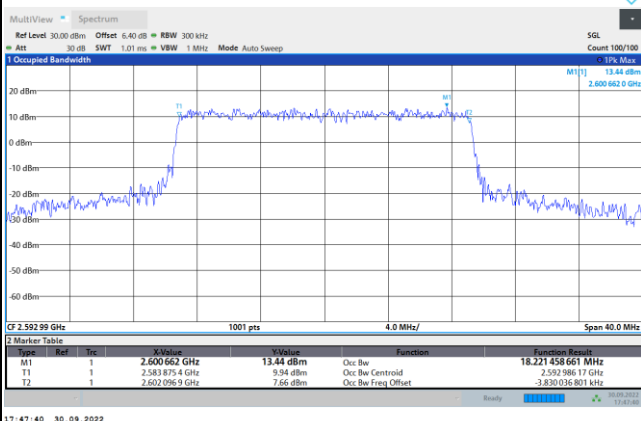 MultiView Spectrum
Ref Level 30.00 dBm Offset 6.40 dB RBW 300 kHz SGL
Att 30 dB SWT 1.01 ms VBW 1 MHz Mode Auto Sweep Count 100/100
1 Occupied Bandwidth 1Pk Max
M1[1] 13.44 dBm
2.600 662 0 GHz
20 dBm
M1
T1
T2
10 dBm
0 dBm
-10 dBm
-20 dBm
-30 dBm
-40 dBm
-50 dBm
-60 dBm
CF 2.592 99 GHz 1001 pts 4.0 MHz/ Span 40.0 MHz
2 Marker Table
Type Ref Trc X-Value Y-Value Function Function Result
M1 1 2.600 662 GHz 13.44 dBm Occ Bw 18.221 458 661 MHz
T1 1 2.583 875 4 GHz 9.94 dBm Occ Bw Centroid 2.592 986 17 GHz
T2 1 2.602 096 9 GHz 7.66 dBm Occ Bw Freq Offset -3.830 036 801 kHz
Ready 30.09.2022
17:47:40
17:47:40 30.09.2022